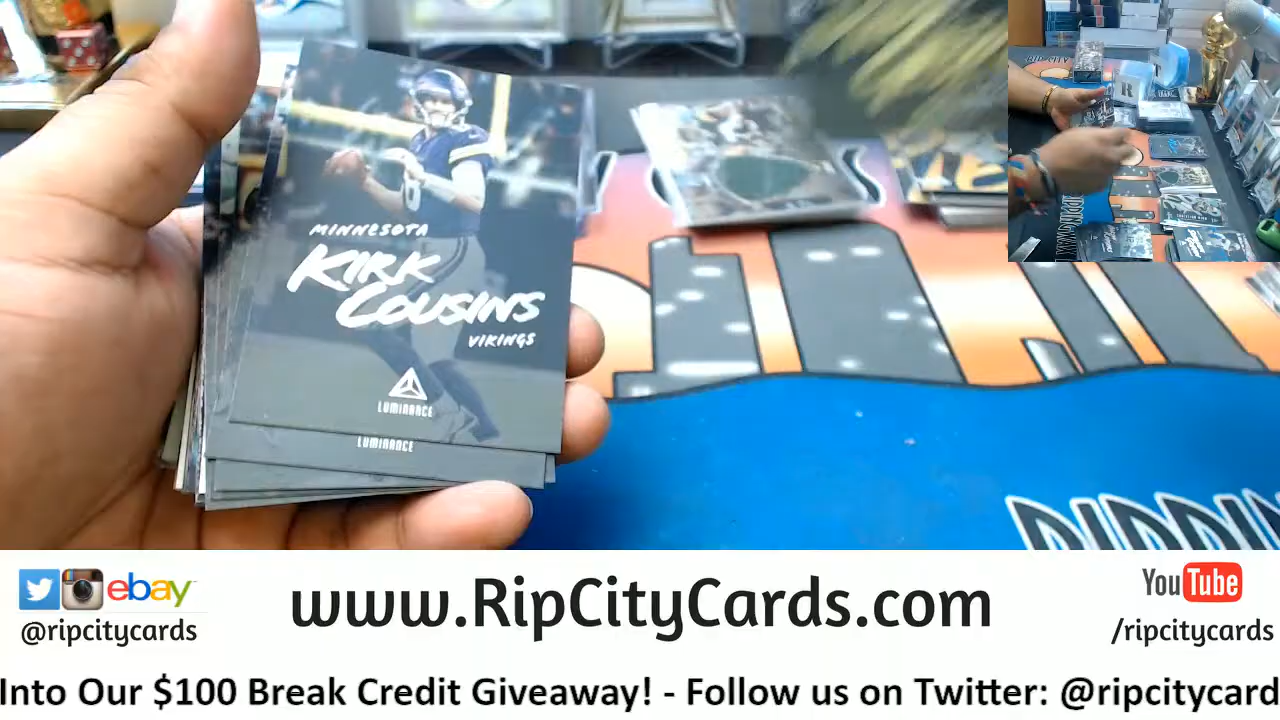 MINNESOTA
KIRK
COUSINS
VIKINGS
LUMINANCE
LUMINANCE
ebay
@ripcitycards
www.RipCityCards.com
YouTube
/ripcitycards
Into Our $100 Break Credit Giveaway! - Follow us on Twitter: @ripcitycard